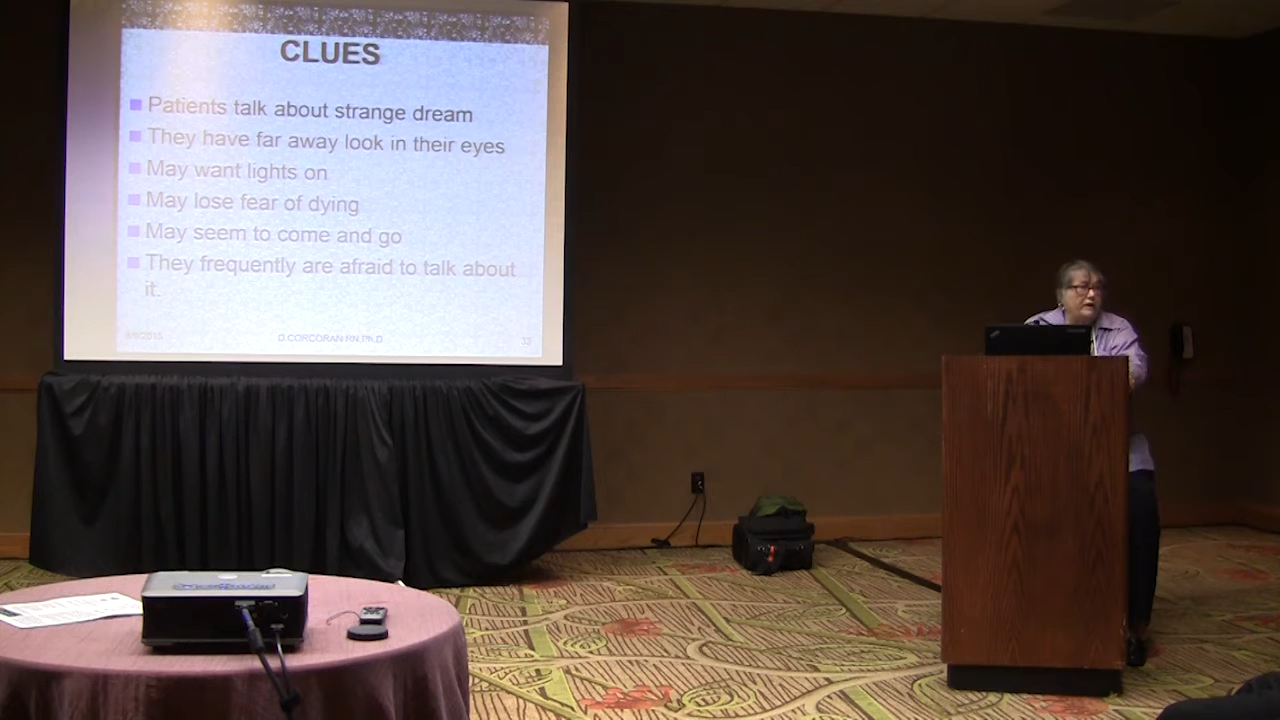 CLUES
Patients talk about strange dream
They have far away look in their eyes
May want lights on
May lose fear of dying
May seem to come and go
They frequently are afraid to talk about
it.
D.CORCORAN RN.Ph.D
33